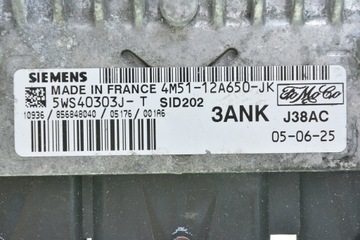 SIEMENS
MADE IN FRANCE 4M51-12A650-JK
5WS40303J-T SID202
10936 / 856848040 / 05176 / 001A6
3ANK
FoMoCo
J38AC
05-06-25